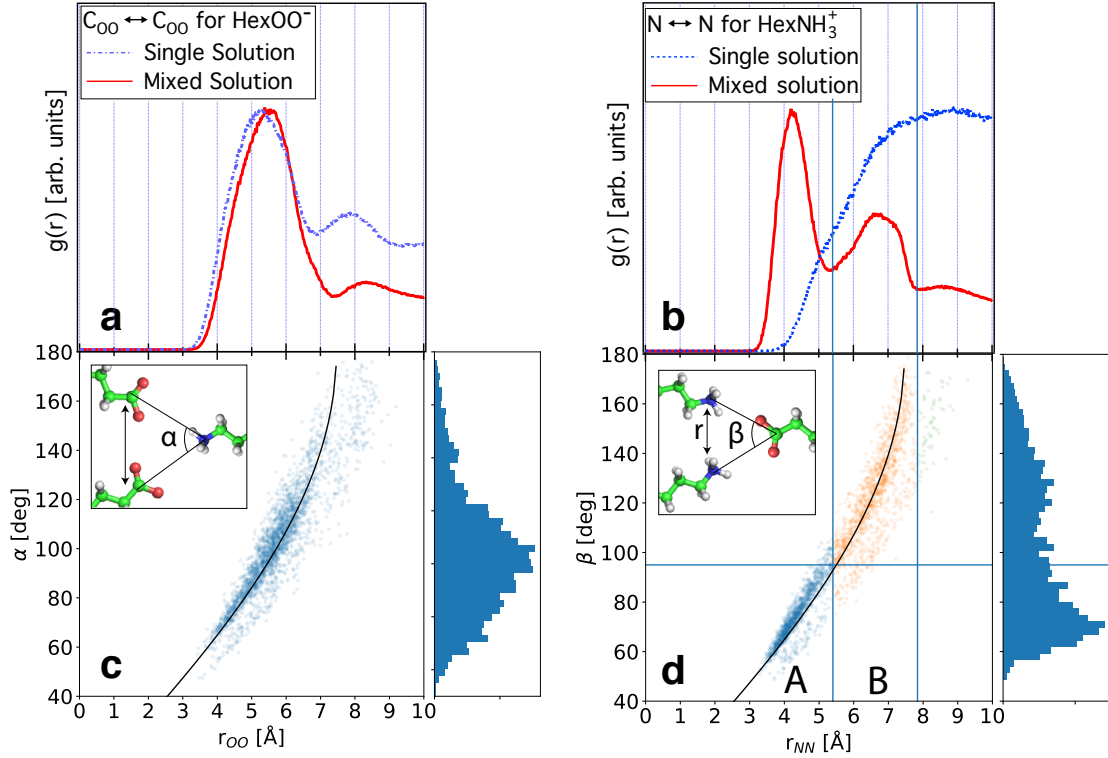 C_OO ↔ C_OO for HexOO⁻
Single Solution
Mixed Solution
g(r) [arb. units]
a
N ↔ N for HexNH₃⁺
Single solution
Mixed solution
g(r) [arb. units]
b
180
160
140
120
100
80
60
40
α [deg]
α
c
0 1 2 3 4 5 6 7 8 9 10
r_OO [Å]
180
160
140
120
100
80
60
40
β [deg]
r
β
d
A
B
0 1 2 3 4 5 6 7 8 9 10
r_NN [Å]